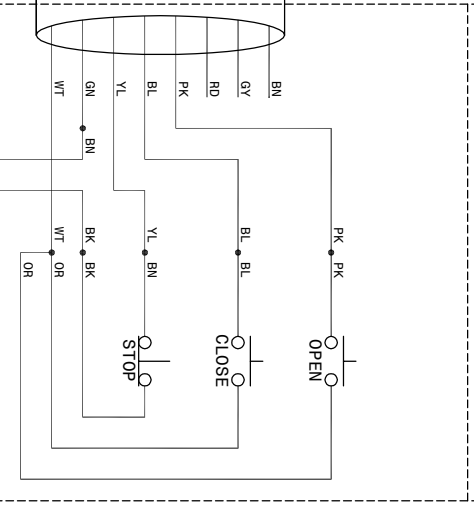 WT
GN
YL
BL
PK
RD
GY
BN
BN
WT
BK
YL
BL
PK
OR
OR
BK
BN
BL
PK
STOP
CLOSE
OPEN